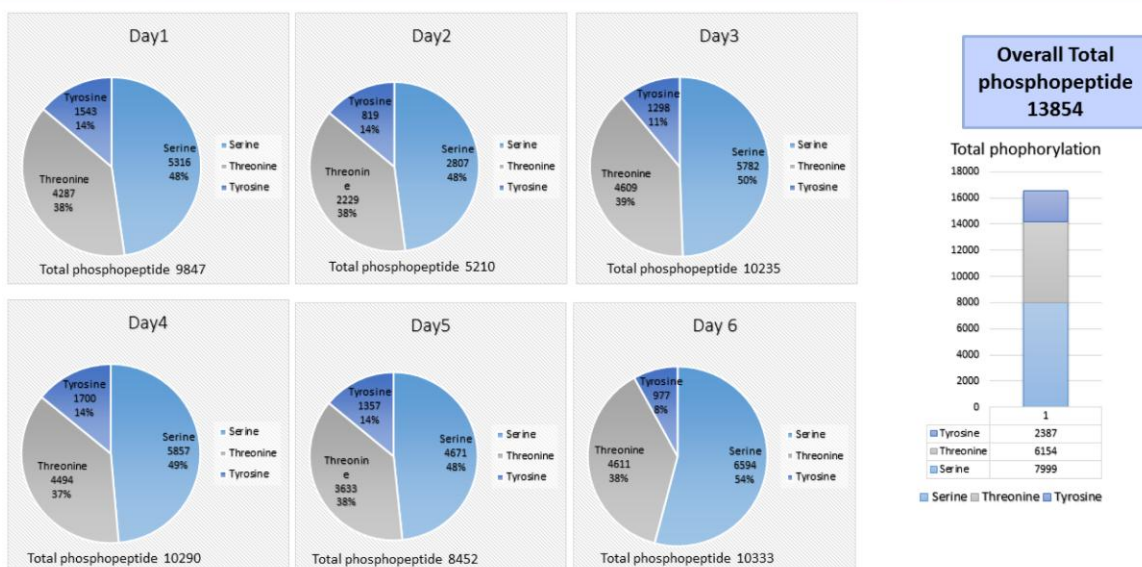 Day1
Tyrosine
1543
14%
Serine
5316
48%
Threonine
4287
38%
Serine
Threonine
Tyrosine
Total phosphopeptide 9847
Day2
Tyrosine
819
14%
Serine
2807
48%
Threonin
e
2229
38%
Serine
Threonine
Tyrosine
Total phosphopeptide 5210
Day3
Tyrosine
1298
11%
Serine
5782
50%
Threonine
4609
39%
Serine
Threonine
Tyrosine
Total phosphopeptide 10235
Day4
Tyrosine
1700
14%
Serine
5857
49%
Threonine
4494
37%
Serine
Threonine
Tyrosine
Total phosphopeptide 10290
Day5
Tyrosine
1357
14%
Serine
4671
48%
Threonin
e
3633
38%
Serine
Threonine
Tyrosine
Total phosphopeptide 8452
Day 6
Tyrosine
977
8%
Serine
6594
54%
Threonine
4611
38%
Serine
Threonine
Tyrosine
Total phosphopeptide 10333
Overall Total
phosphopeptide
13854
Total phophorylation
18000
16000
14000
12000
10000
8000
6000
4000
2000
0
1
Tyrosine 2387
Threonine 6154
Serine 7999
Serine Threonine Tyrosine